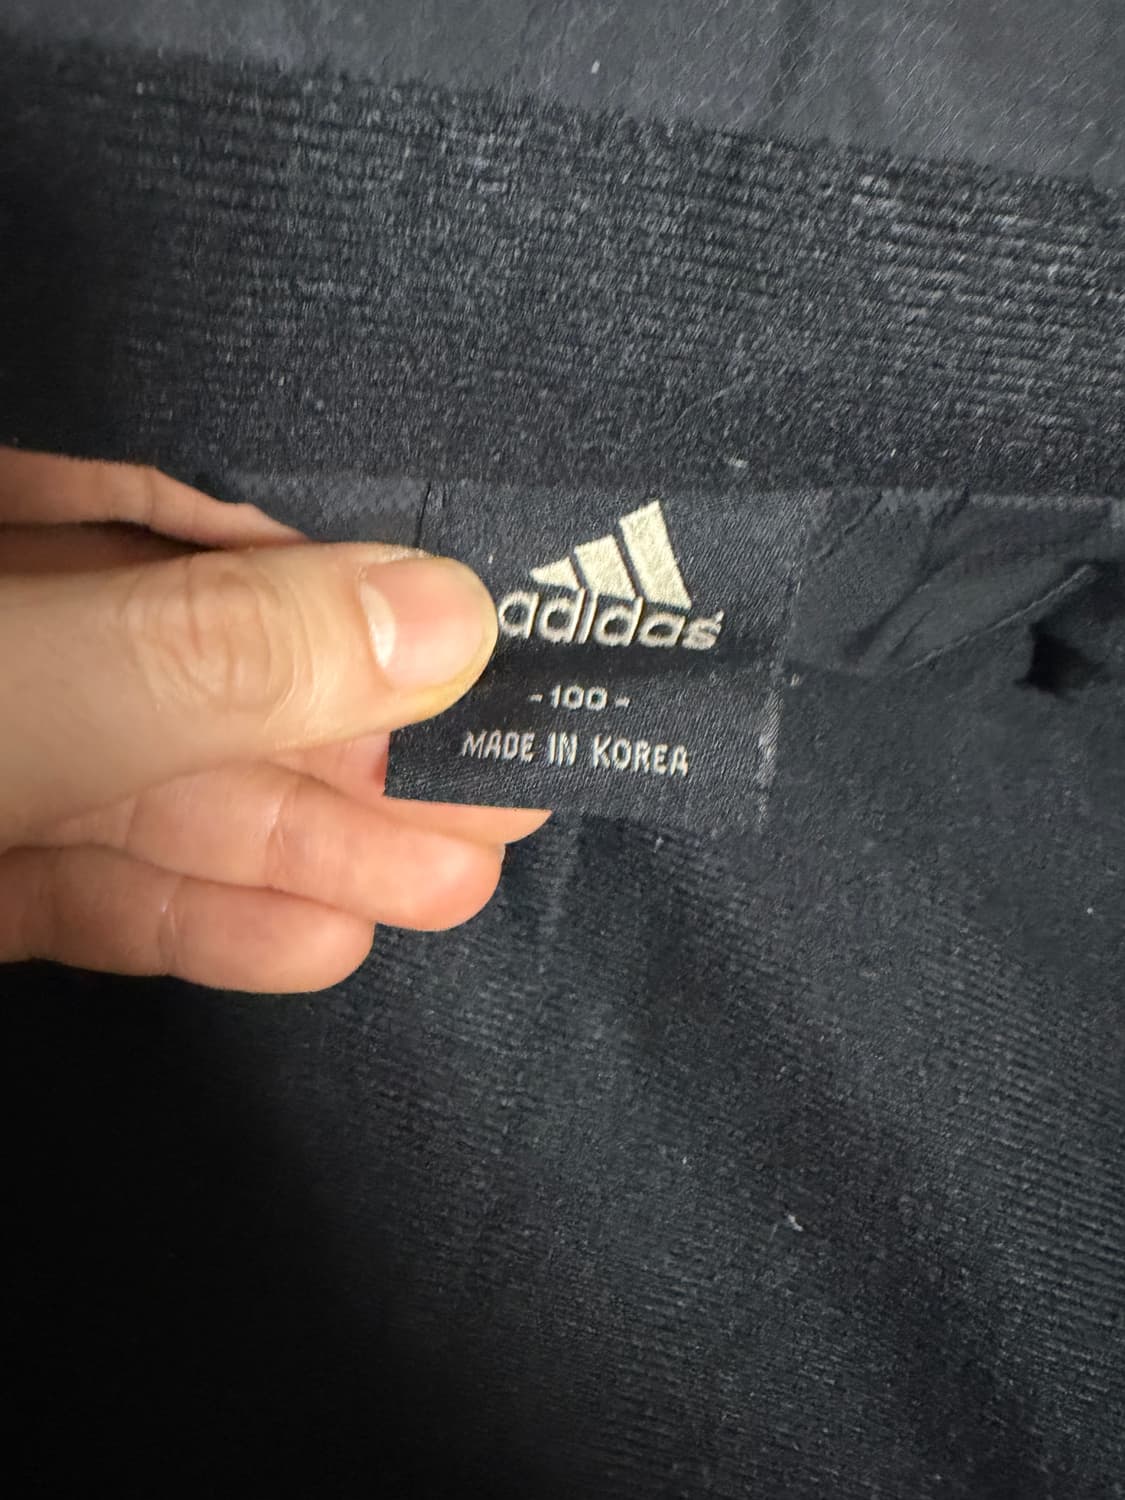 adidas
- 100 -
MADE IN KOREA